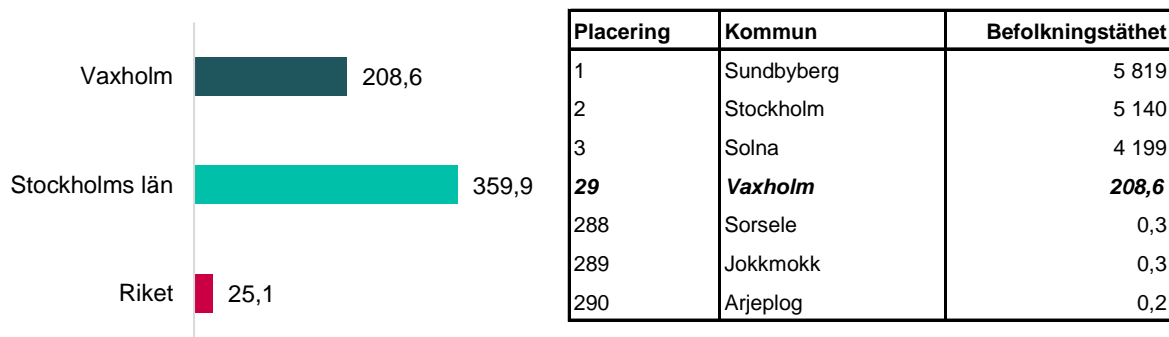 Vaxholm 208,6
Stockholms län 359,9
Riket 25,1
Placering Kommun Befolkningstäthet
1 Sundbyberg 5 819
2 Stockholm 5 140
3 Solna 4 199
29 Vaxholm 208,6
288 Sorsele 0,3
289 Jokkmokk 0,3
290 Arjeplog 0,2